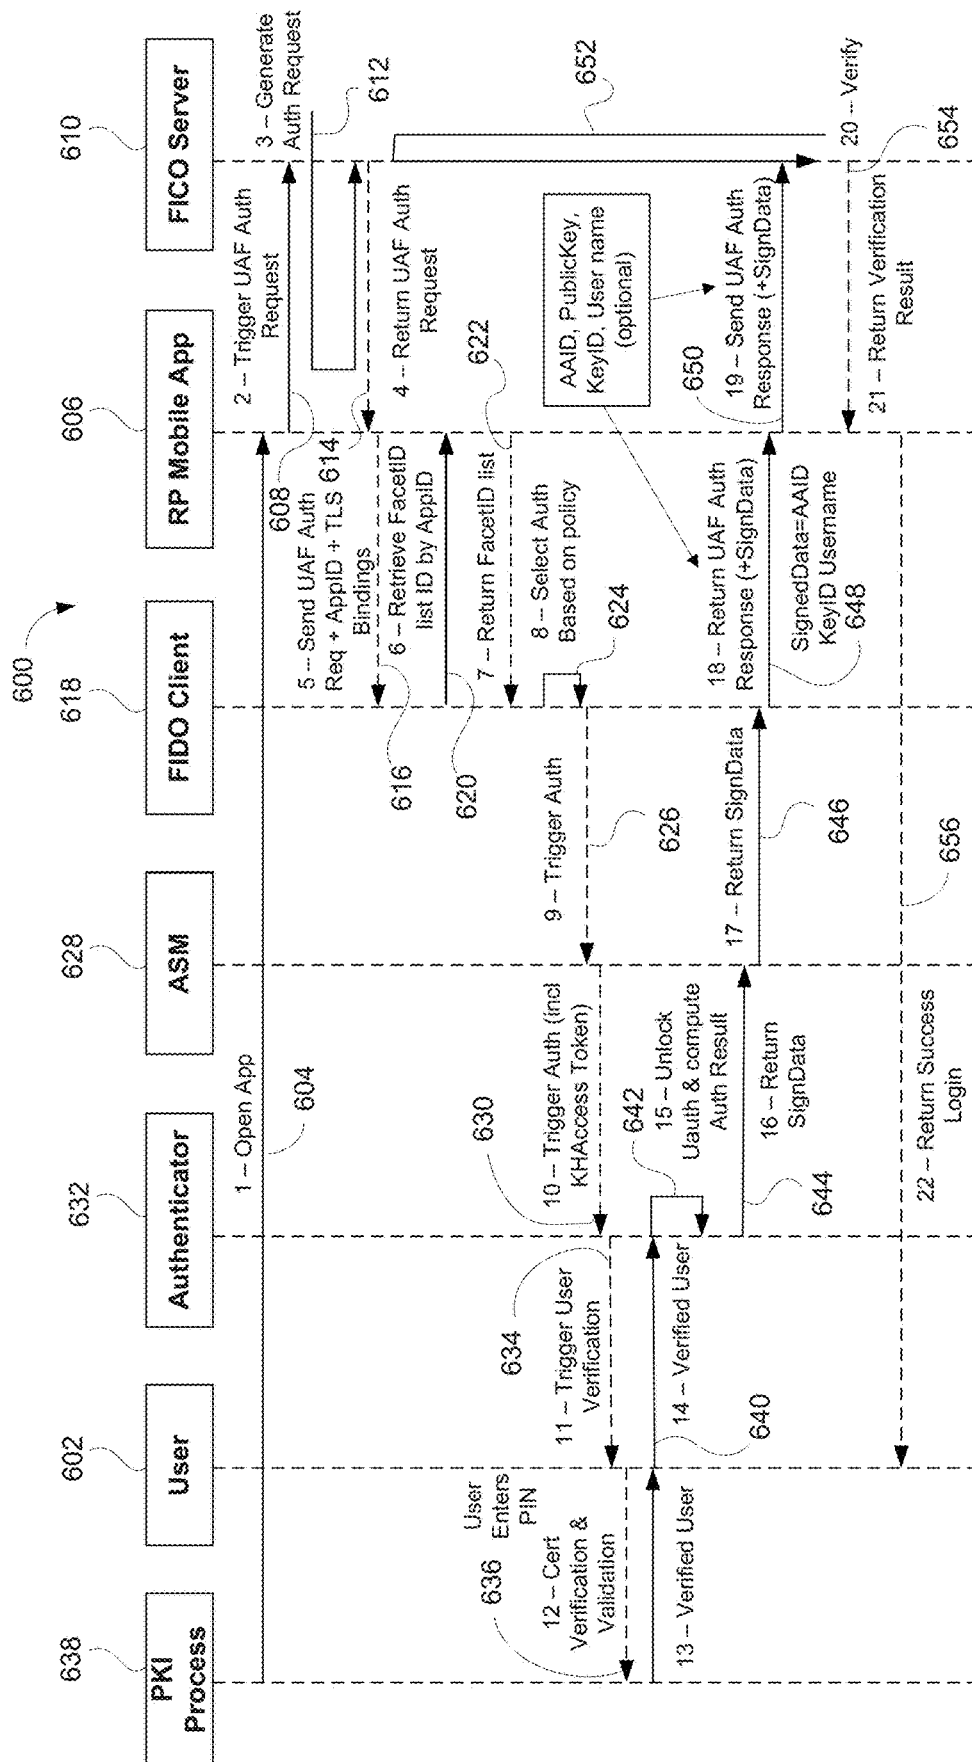 600
638
602
632
628
618
606
610
PKI
Process
User
Authenticator
ASM
FIDO Client
RP Mobile App
FICO Server
1 – Open App
604
2 – Trigger UAF Auth
Request
608
3 – Generate
Auth Request
612
4 – Return UAF Auth
Request
614
5 – Send UAF Auth
Req + AppID + TLS
Bindings
616
6 – Retrieve FacetID
list ID by AppID
620
7 – Return FacetID list
622
8 – Select Auth
Based on policy
624
9 – Trigger Auth
626
10 – Trigger Auth (incl
KHAccess Token)
630
11 – Trigger User
Verification
634
User
Enters
PIN
636
12 – Cert
Verification &
Validation
13 – Verified User
14 – Verified User
640
642
15 – Unlock
Uauth & compute
Auth Result
16 – Return
SignData
644
17 – Return SignData
646
18 – Return UAF Auth
Response (+SignData)
SignedData=AAID
KeyID Username
648
AAID, PublicKey,
KeyID, User name
(optional)
19 – Send UAF Auth
Response (+SignData)
650
652
20 – Verify
654
21 – Return Verification
Result
22 – Return Success
Login
656